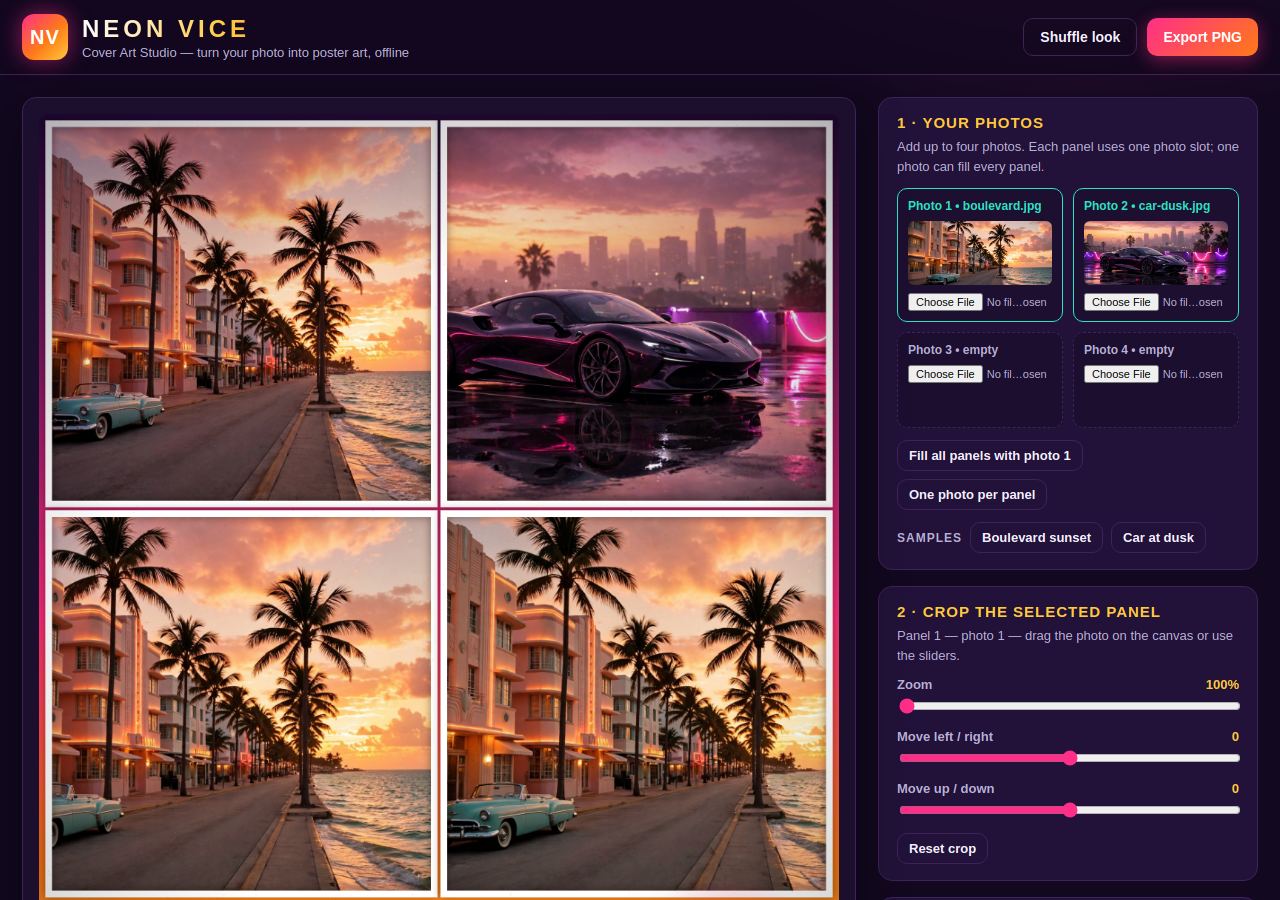 NV
NEON VICE
Cover Art Studio — turn your photo into poster art, offline
Shuffle look
Export PNG
1 · YOUR PHOTOS
Add up to four photos. Each panel uses one photo slot; one
photo can fill every panel.
Photo 1 • boulevard.jpg
Choose File No fil…osen
Photo 2 • car-dusk.jpg
Choose File No fil…osen
Photo 3 • empty
Choose File No fil…osen
Photo 4 • empty
Choose File No fil…osen
Fill all panels with photo 1
One photo per panel
SAMPLES
Boulevard sunset
Car at dusk
2 · CROP THE SELECTED PANEL
Panel 1 — photo 1 — drag the photo on the canvas or use
the sliders.
Zoom 100%
Move left / right 0
Move up / down 0
Reset crop